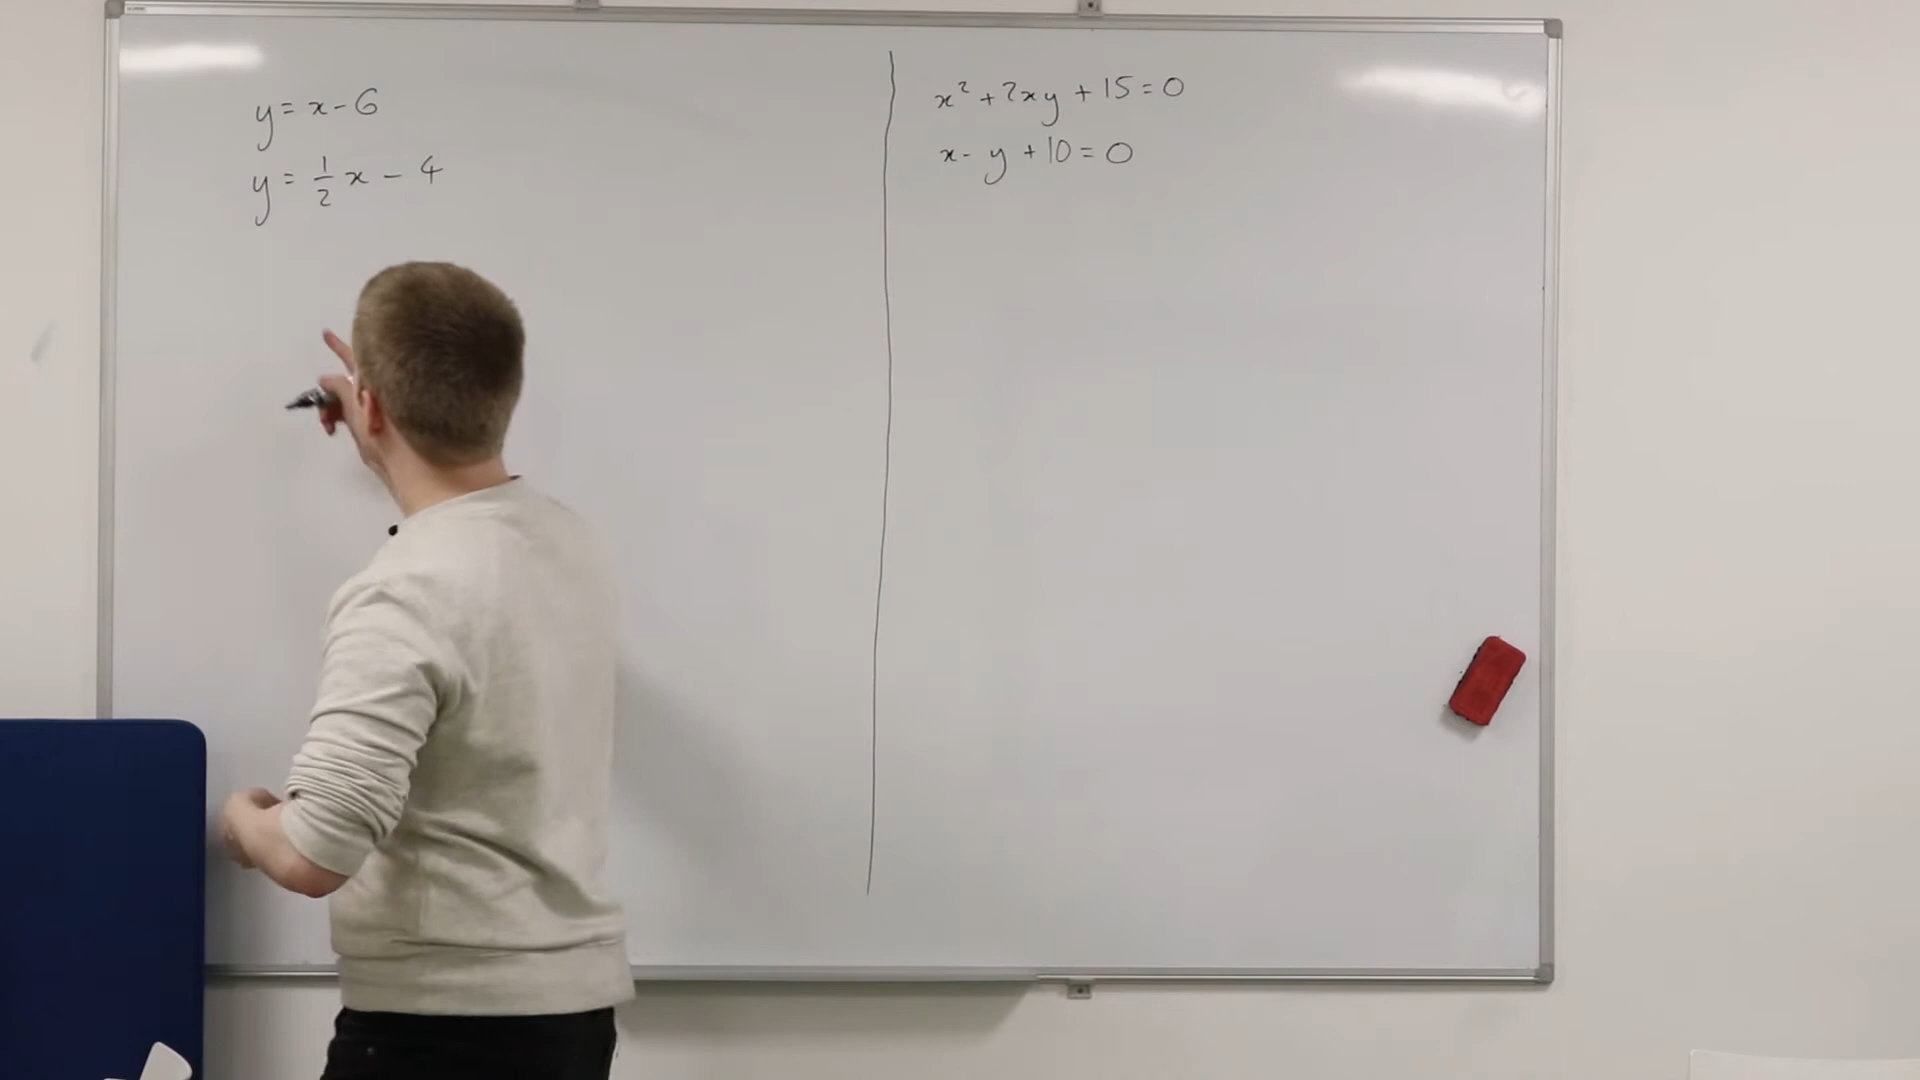 y = x - 6
y = 1/2 x - 4
x² + 2xy + 15 = 0
x - y + 10 = 0